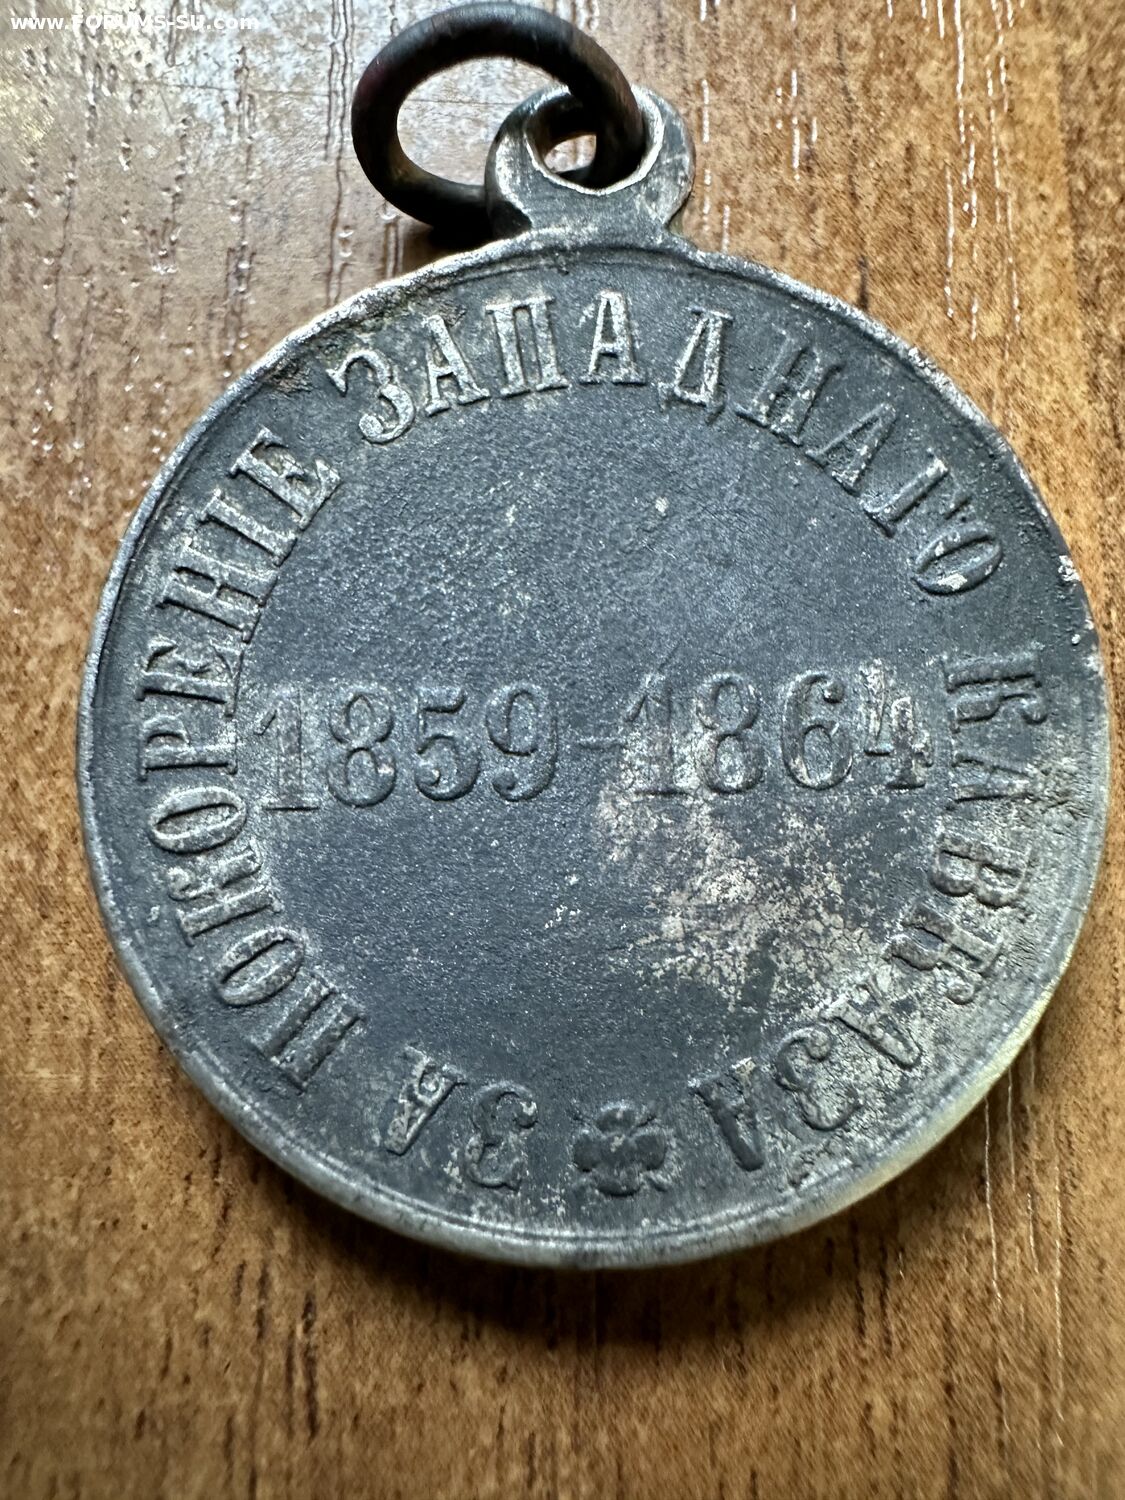 www.FORUMS-SU.com
ЗА ПОКОРЕНІЕ ЗАПАДНАГО КАВКАЗА
1859-1864